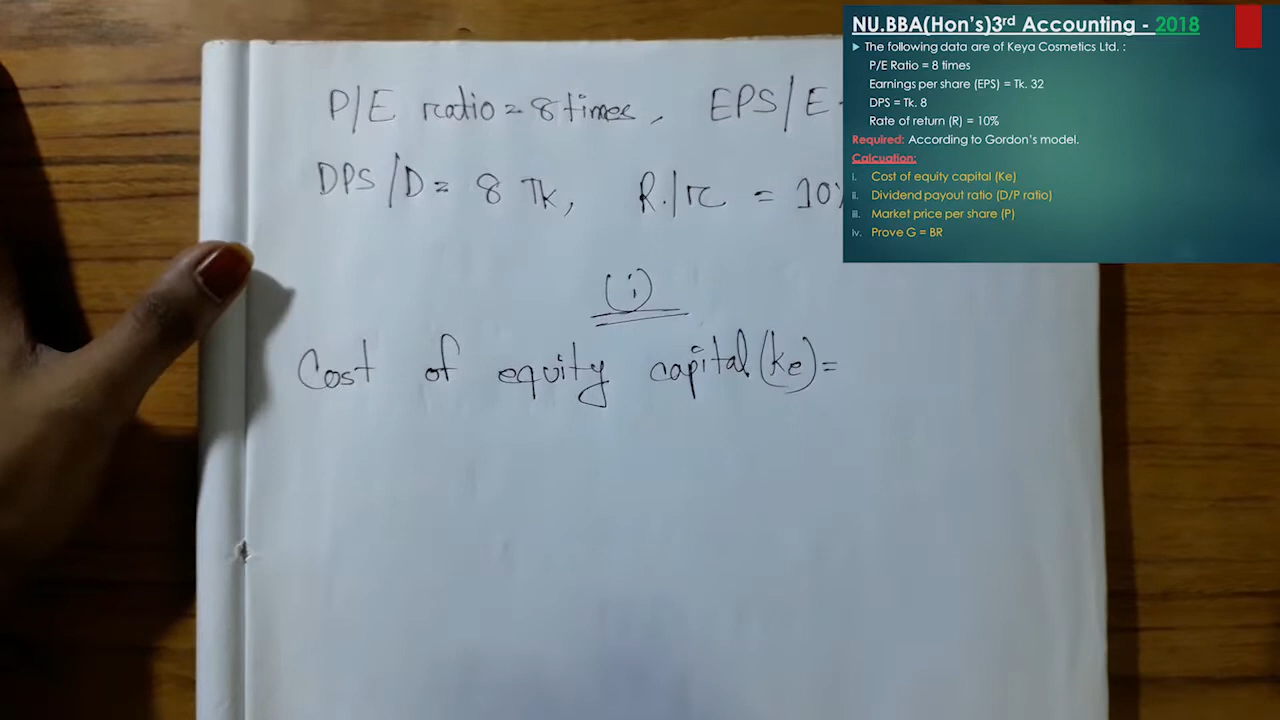 NU.BBA(Hon's)3rd Accounting - 2018
The following data are of Keya Cosmetics Ltd. :
P/E Ratio = 8 times
Earnings per share (EPS) = Tk. 32
DPS = Tk. 8
Rate of return (R) = 10%
Required: According to Gordon's model.
Calcuation:
i. Cost of equity capital (Ke)
ii. Dividend payout ratio (D/P ratio)
iii. Market price per share (P)
iv. Prove G = BR
P/E ratio = 8 times, EPS/E
DPS/D = 8 Tk, R./r = 10%
(i)
Cost of equity capital (ke) =